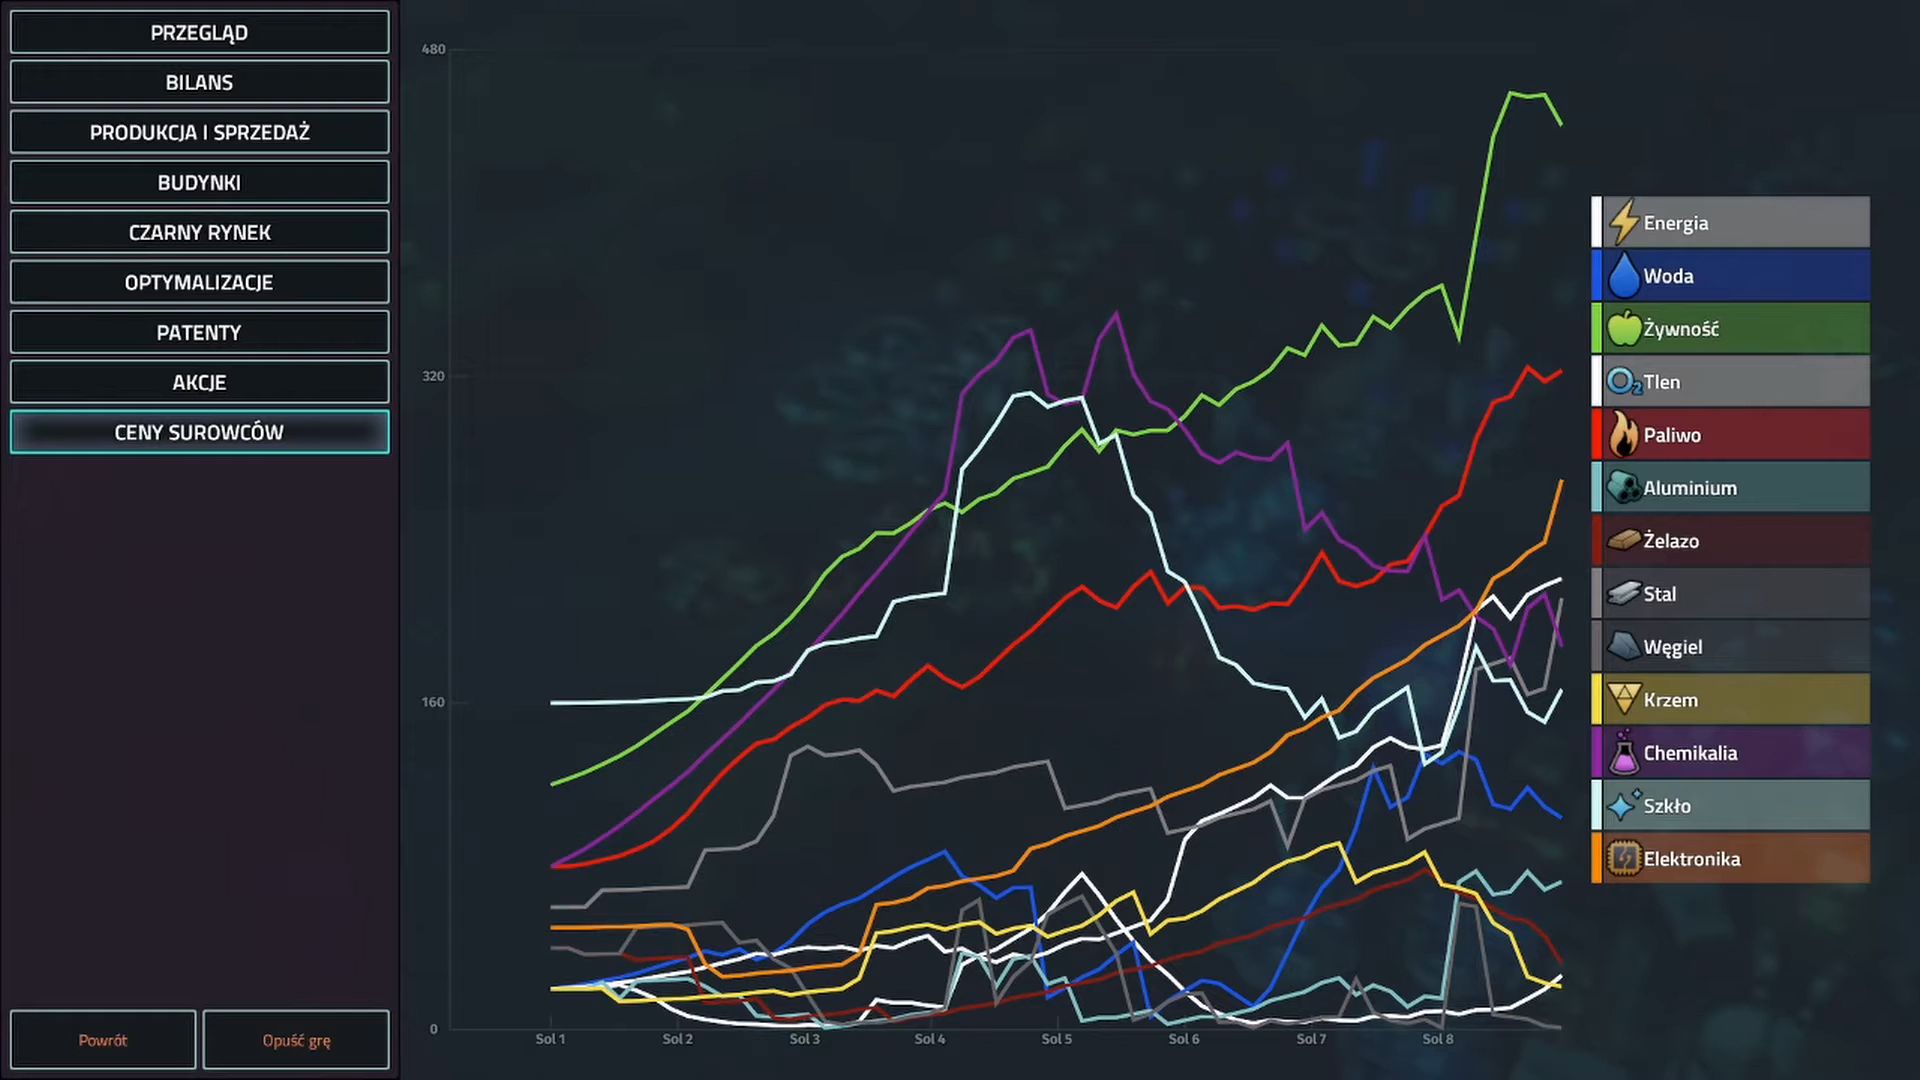 PRZEGLĄD
BILANS
PRODUKCJA I SPRZEDAŻ
BUDYNKI
CZARNY RYNEK
OPTYMALIZACJE
PATENTY
AKCJE
CENY SUROWCÓW
Powrót
Opuść grę
480
320
160
0
Sol 1
Sol 2
Sol 3
Sol 4
Sol 5
Sol 6
Sol 7
Sol 8
Energia
Woda
Żywność
O2 Tlen
Paliwo
Aluminium
Żelazo
Stal
Węgiel
Krzem
Chemikalia
Szkło
Elektronika